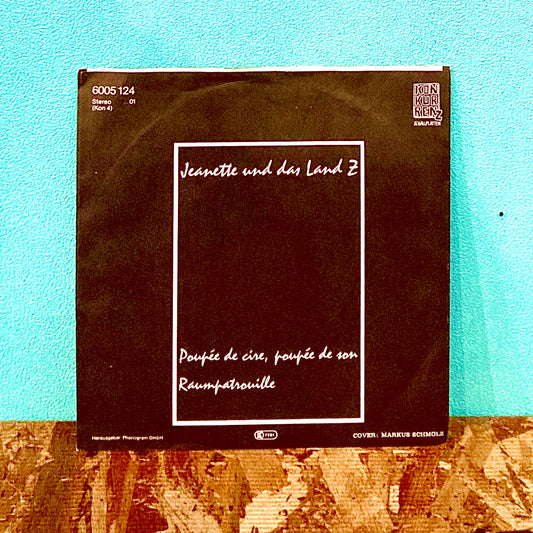 6005 124
Stereo .. 01
(Kon 4)
KON
KUR
RENZ
SCHALLPLATTEN
Jeanette und das Land Z
Poupée de cire, poupée de son
Raumpatrouille
Herausgeber Phonogram GmbH
COVER: MARKUS SCHMOLZ